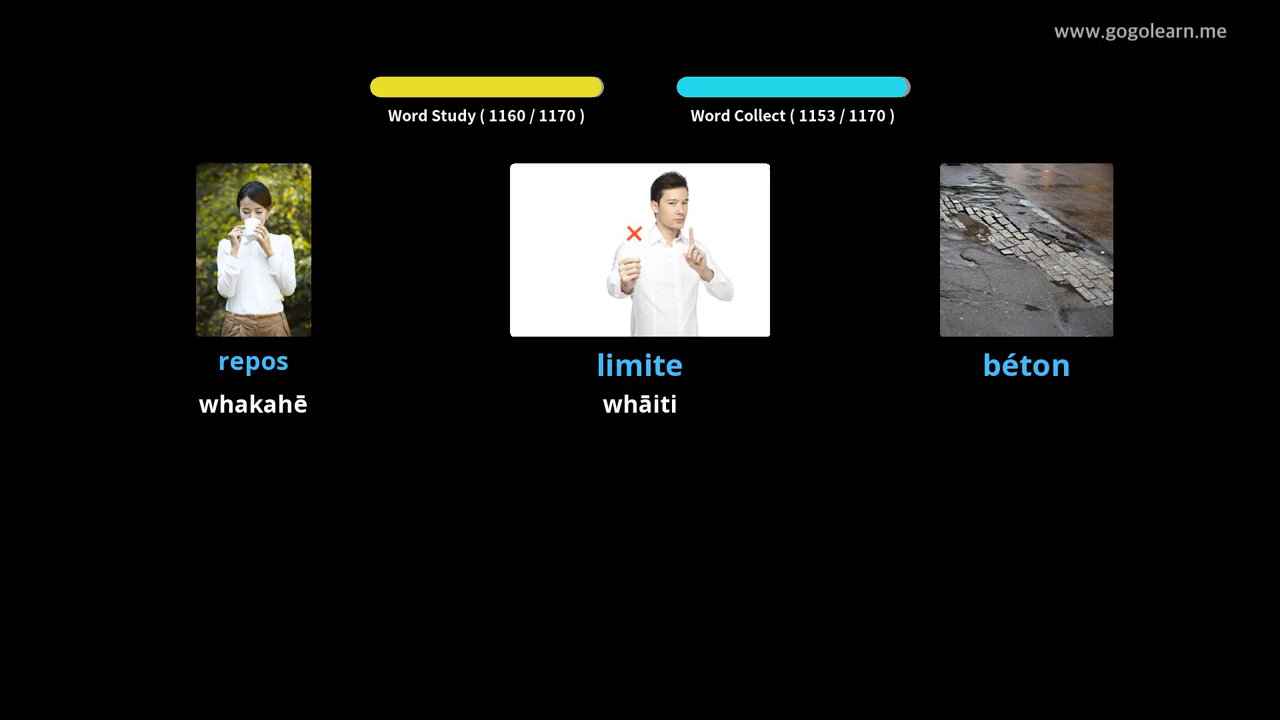 www.gogolearn.me
Word Study ( 1160 / 1170 )
Word Collect ( 1153 / 1170 )
repos
limite
béton
whakahē
whāiti